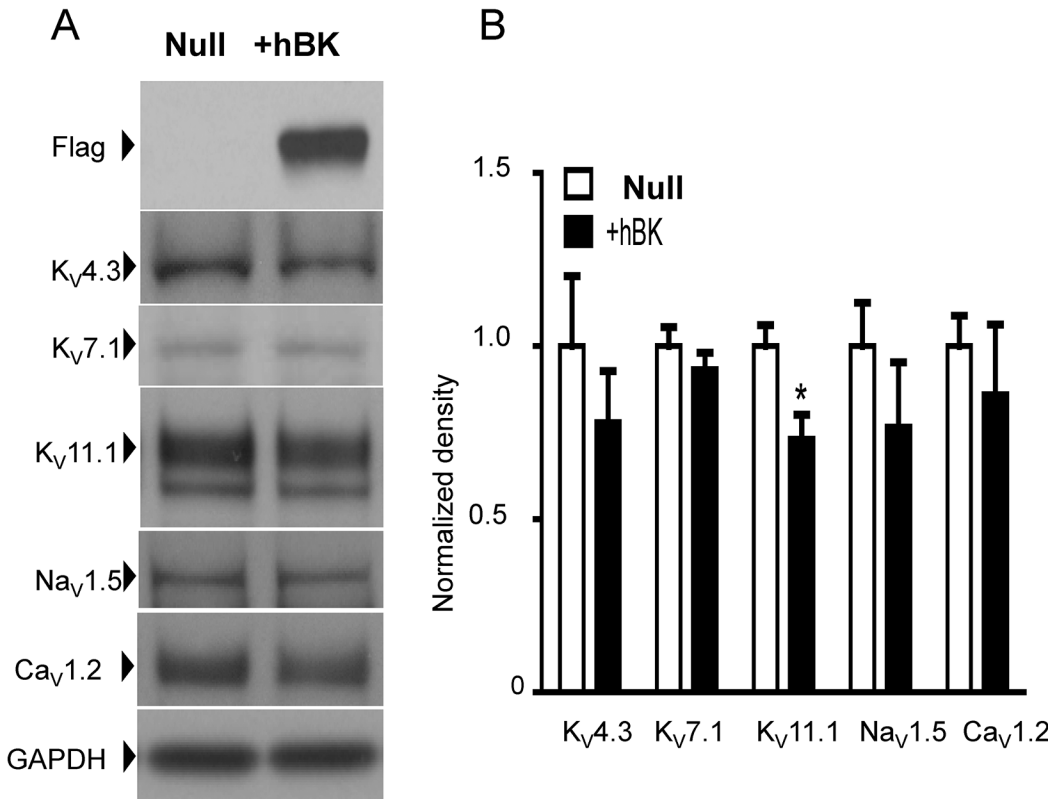 A
Null +hBK
Flag
KV4.3
KV7.1
KV11.1
NaV1.5
CaV1.2
GAPDH
B
Normalized density
1.5
1.0
0.5
0
Null
+hBK
*
KV4.3 KV7.1 KV11.1 NaV1.5 CaV1.2